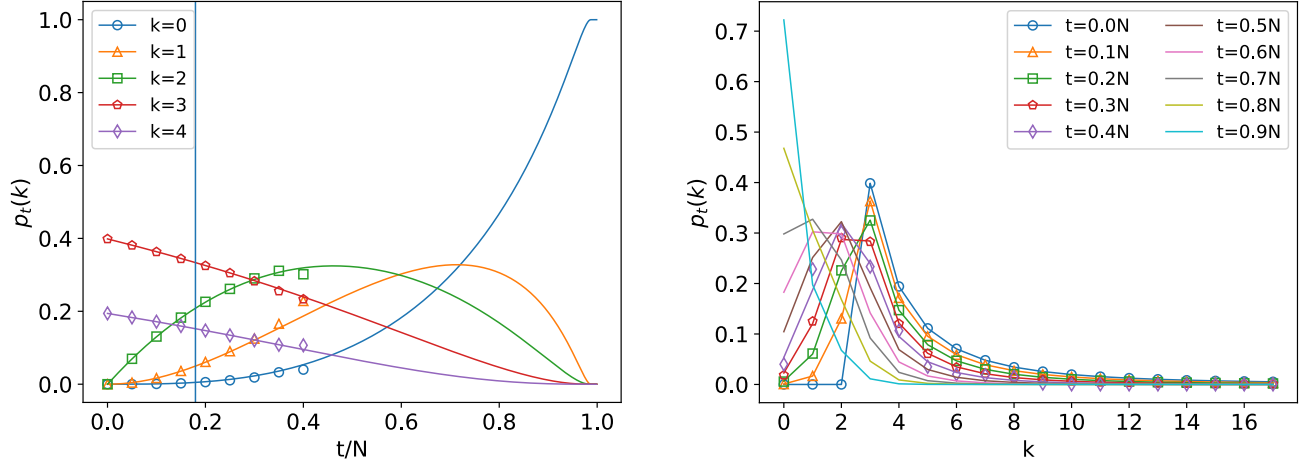 k=0
k=1
k=2
k=3
k=4
1.0
0.8
0.6
0.4
0.2
0.0
p_t(k)
0.0 0.2 0.4 0.6 0.8 1.0
t/N
t=0.0N t=0.5N
t=0.1N t=0.6N
t=0.2N t=0.7N
t=0.3N t=0.8N
t=0.4N t=0.9N
0.7
0.6
0.5
0.4
0.3
0.2
0.1
0.0
p_t(k)
0 2 4 6 8 10 12 14 16
k